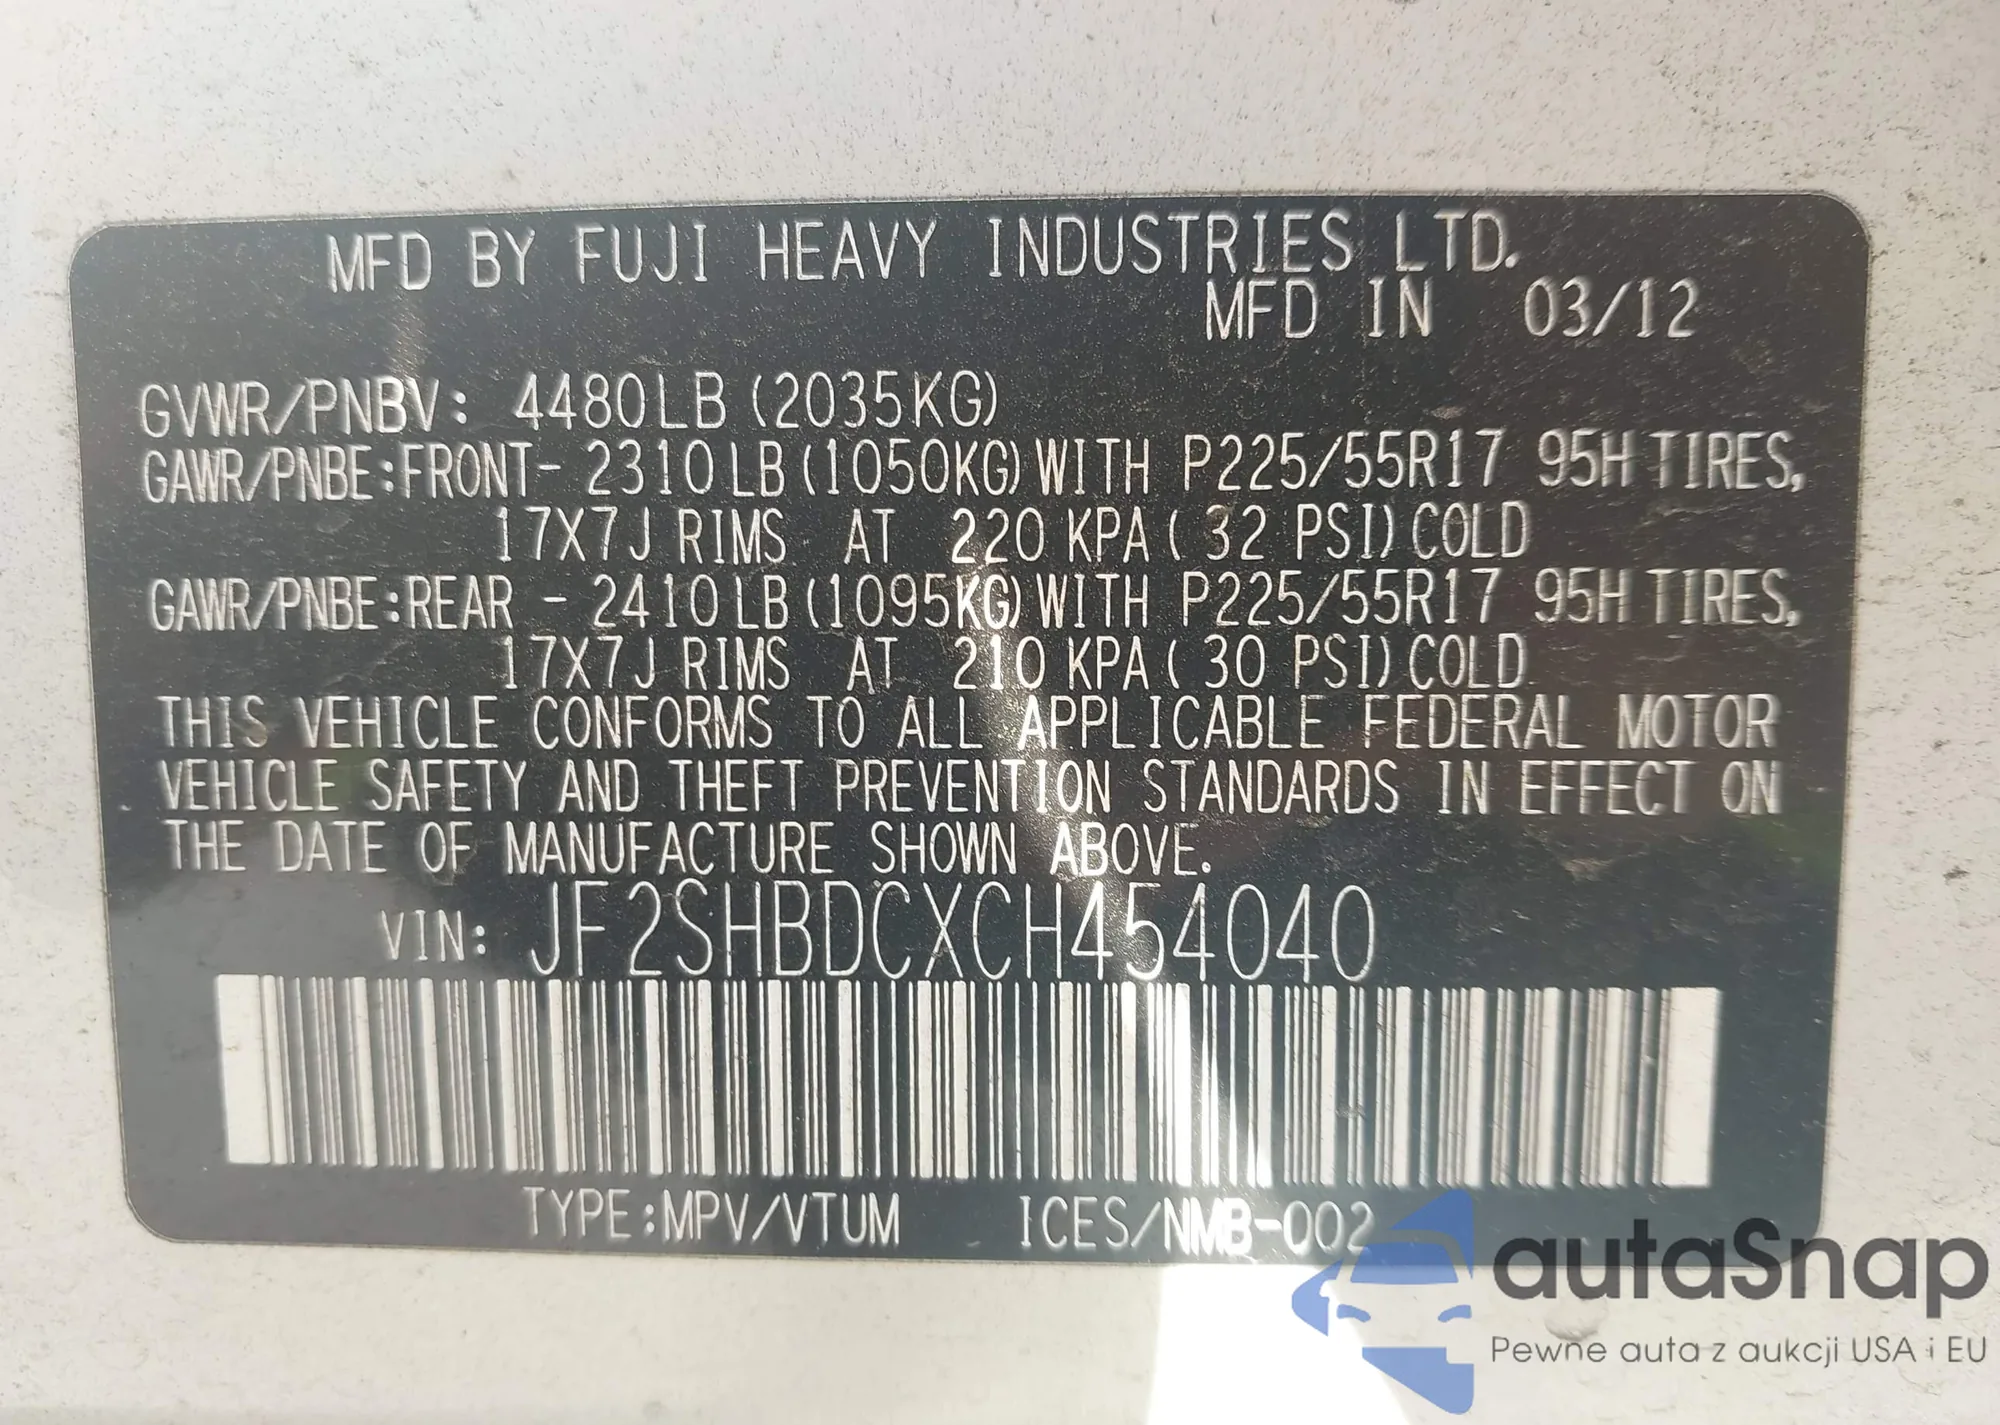 MFD BY FUJI HEAVY INDUSTRIES LTD.
MFD IN 03/12
GVWR/PNBV: 4480LB (2035KG)
GAWR/PNBE:FRONT- 2310LB(1050KG)WITH P225/55R17 95H TIRES,
17X7J RIMS AT 220 KPA( 32 PSI)COLD
GAWR/PNBE:REAR - 2410LB(1095KG)WITH P225/55R17 95H TIRES,
17X7J RIMS AT 210 KPA( 30 PSI)COLD
THIS VEHICLE CONFORMS TO ALL APPLICABLE FEDERAL MOTOR
VEHICLE SAFETY AND THEFT PREVENTION STANDARDS IN EFFECT ON
THE DATE OF MANUFACTURE SHOWN ABOVE.
VIN: JF2SHBDCXCH454040
TYPE:MPV/VTUM ICES/NMB-002
autaSnap
Pewne auta z aukcji USA i EU